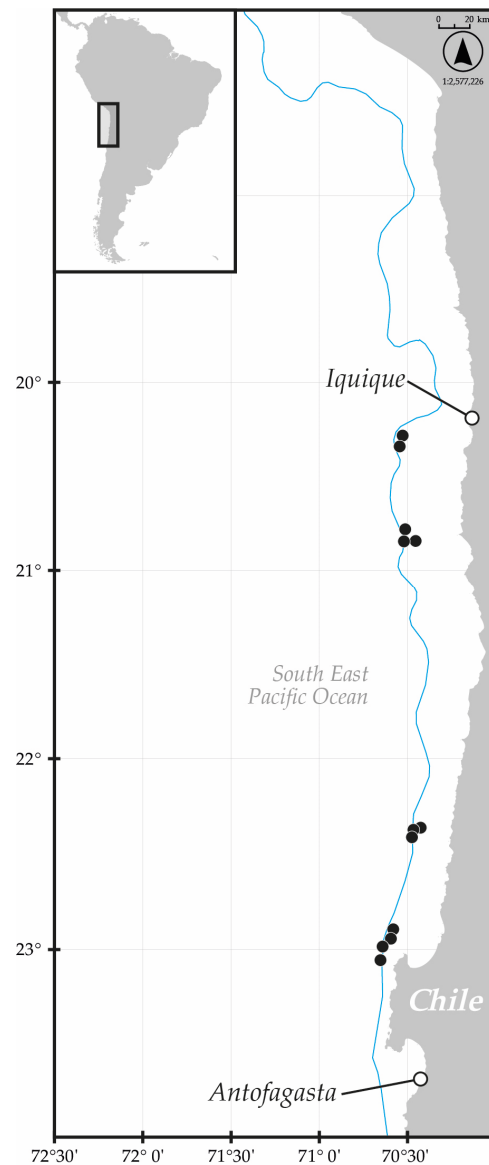 0 20 km
1:2,577,226
20°
Iquique
21°
South East
Pacific Ocean
22°
23°
Chile
Antofagasta
72°30' 72° 0' 71°30' 71° 0' 70°30'